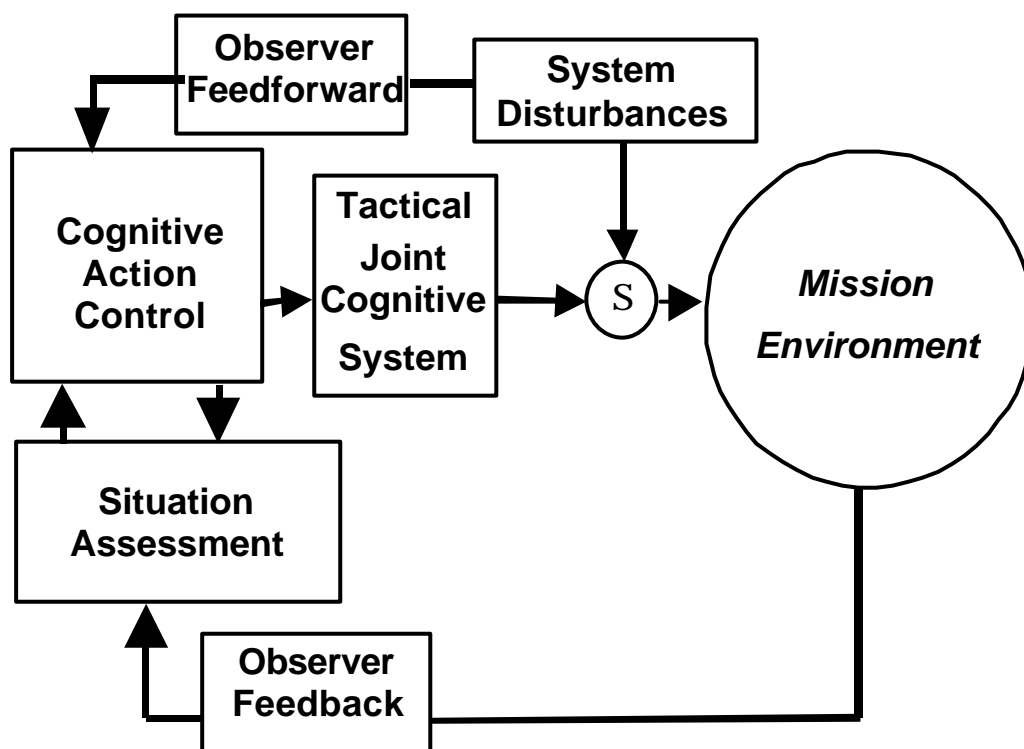 Observer
Feedforward
System
Disturbances
Cognitive
Action
Control
Tactical
Joint
Cognitive
System
S
Mission
Environment
Situation
Assessment
Observer
Feedback